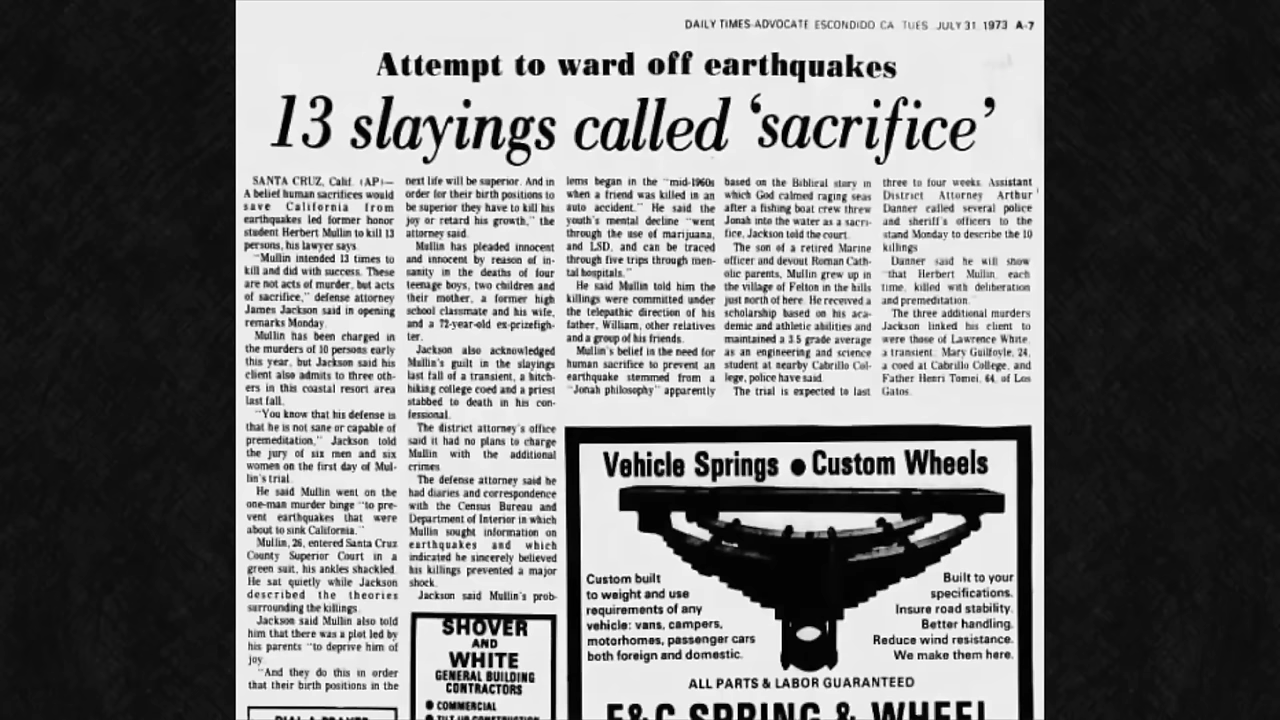 DAILY TIMES-ADVOCATE ESCONDIDO, CA TUES. JULY 31, 1973 A-7
Attempt to ward off earthquakes
13 slayings called ‘sacrifice’
SANTA CRUZ, Calif. (AP)—
A belief human sacrifices would
save California from
earthquakes led former honor
student Herbert Mullin to kill 13
persons, his lawyer says.
"Mullin intended 13 times to
kill and did with success. These
are not acts of murder, but acts
of sacrifice," defense attorney
James Jackson said in opening
remarks Monday.
Mullin has been charged in
the murders of 10 persons early
this year, but Jackson said his
client also admits to three oth-
ers in this coastal resort area
last fall.
"You know that his defense is
that he is not sane or capable of
premeditation," Jackson told
the jury of six men and six
women on the first day of Mul-
lin's trial.
He said Mullin went on the
one-man murder binge "to pre-
vent earthquakes that were
about to sink California."
Mullin, 26, entered Santa Cruz
County Superior Court in a
green suit, his ankles shackled.
He sat quietly while Jackson
described the theories
surrounding the killings.
Jackson said Mullin also told
him that there was a plot led by
his parents "to deprive him of
joy.
"And they do this in order
that their birth positions in the
next life will be superior. And in
order for their birth positions to
be superior they have to kill his
joy or retard his growth," the
attorney said.
Mullin has pleaded innocent
and innocent by reason of in-
sanity in the deaths of four
teenage boys, two children and
their mother, a former high
school classmate and his wife,
and a 72-year-old ex-prizefigh-
ter.
Jackson also acknowledged
Mullin's guilt in the slayings
last fall of a transient, a hitch-
hiking college coed and a priest
stabbed to death in his con-
fessional.
The district attorney's office
said it had no plans to charge
Mullin with the additional
crimes.
The defense attorney said he
had diaries and correspondence
with the Census Bureau and
Department of Interior in which
Mullin sought information on
earthquakes and which
indicated he sincerely believed
his killings prevented a major
shock.
Jackson said Mullin's prob-
lems began in the "mid-1960s
when a friend was killed in an
auto accident." He said the
youth's mental decline "went
through the use of marijuana,
and LSD, and can be traced
through five trips through men-
tal hospitals."
He said Mullin told him the
killings were committed under
the telepathic direction of his
father, William, other relatives
and a group of his friends.
Mullin's belief in the need for
human sacrifice to prevent an
earthquake stemmed from a
"Jonah philosophy" apparently
based on the Biblical story in
which God calmed raging seas
after a fishing boat crew threw
Jonah into the water as a sacri-
fice, Jackson told the court.
The son of a retired Marine
officer and devout Roman Cath-
olic parents, Mullin grew up in
the village of Felton in the hills
just north of here. He received a
scholarship based on his aca-
demic and athletic abilities and
maintained a 3.5 grade average
as an engineering and science
student at nearby Cabrillo Col-
lege, police have said.
The trial is expected to last
three to four weeks. Assistant
District Attorney Arthur
Danner called several police
and sheriff's officers to the
stand Monday to describe the 10
killings.
Danner said he will show
"that Herbert Mullin, each
time, killed with deliberation
and premeditation."
The three additional murders
Jackson linked his client to
were those of Lawrence White,
a transient; Mary Guilfoyle, 24,
a coed at Cabrillo College, and
Father Henri Tomei, 64, of Los
Gatos.
SHOVER
AND
WHITE
GENERAL BUILDING
CONTRACTORS
● COMMERCIAL
● TILT-UP CONSTRUCTION
Vehicle Springs ● Custom Wheels
Custom built
to weight and use
requirements of any
vehicle: vans, campers,
motorhomes, passenger cars
both foreign and domestic.
Built to your
specifications.
Insure road stability.
Better handling.
Reduce wind resistance.
We make them here.
ALL PARTS & LABOR GUARANTEED
SPRING & WHEEL